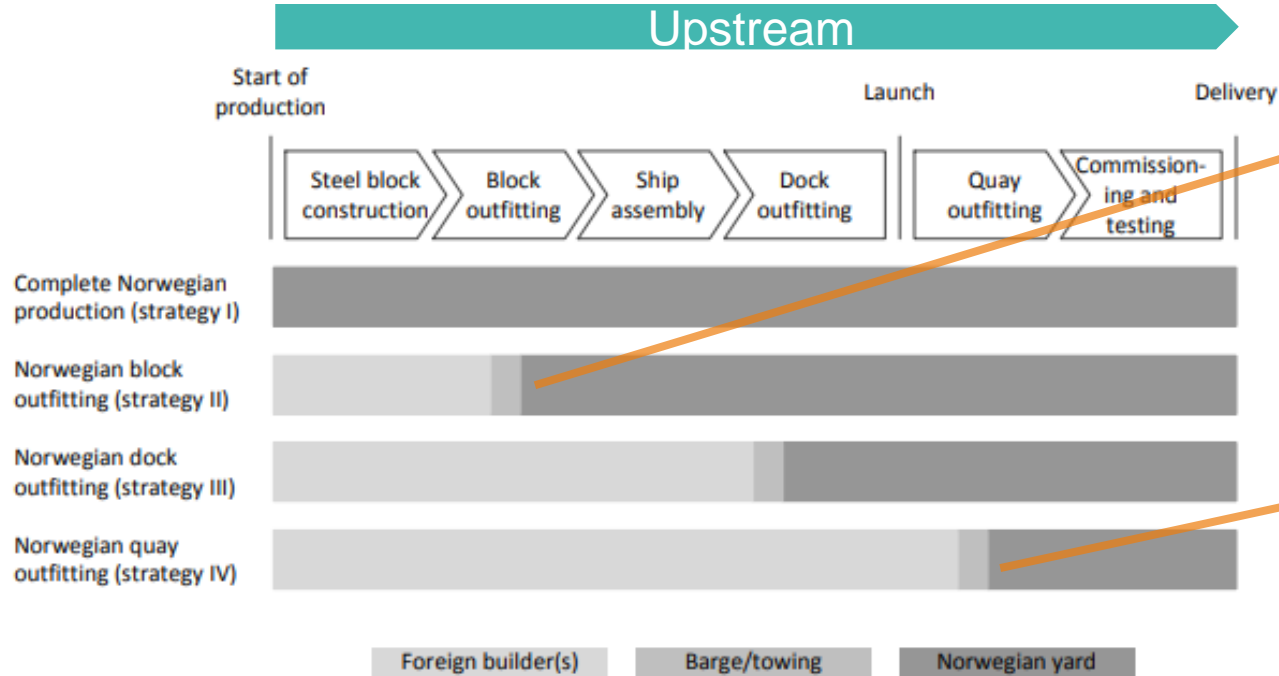 Upstream
Start of
production
Launch
Delivery
Steel block
construction
Block
outfitting
Ship
assembly
Dock
outfitting
Quay
outfitting
Commission-
ing and
testing
Complete Norwegian
production (strategy I)
Norwegian block
outfitting (strategy II)
Norwegian dock
outfitting (strategy III)
Norwegian quay
outfitting (strategy IV)
Foreign builder(s)
Barge/towing
Norwegian yard